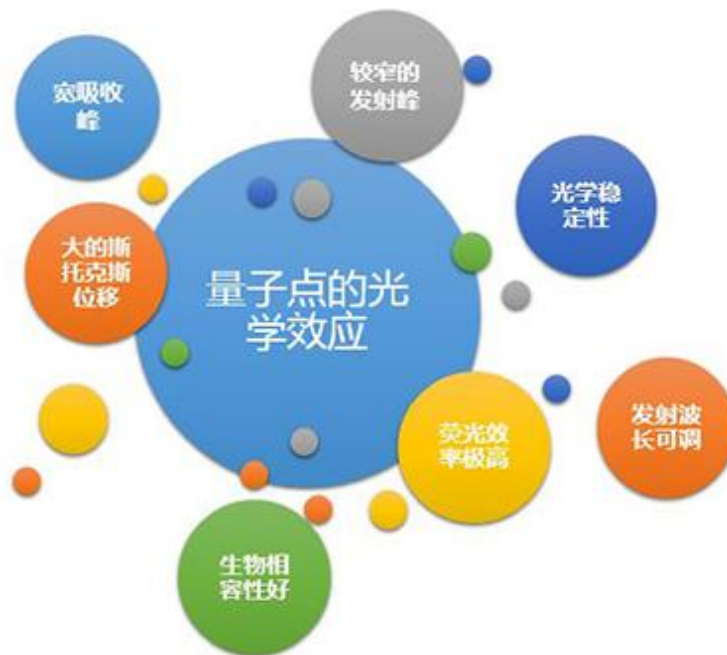 宽吸收
峰
较窄的
发射峰
光学稳
定性
大的斯
托克斯
位移
量子点的光
学效应
荧光效
率极高
发射波
长可调
生物相
容性好